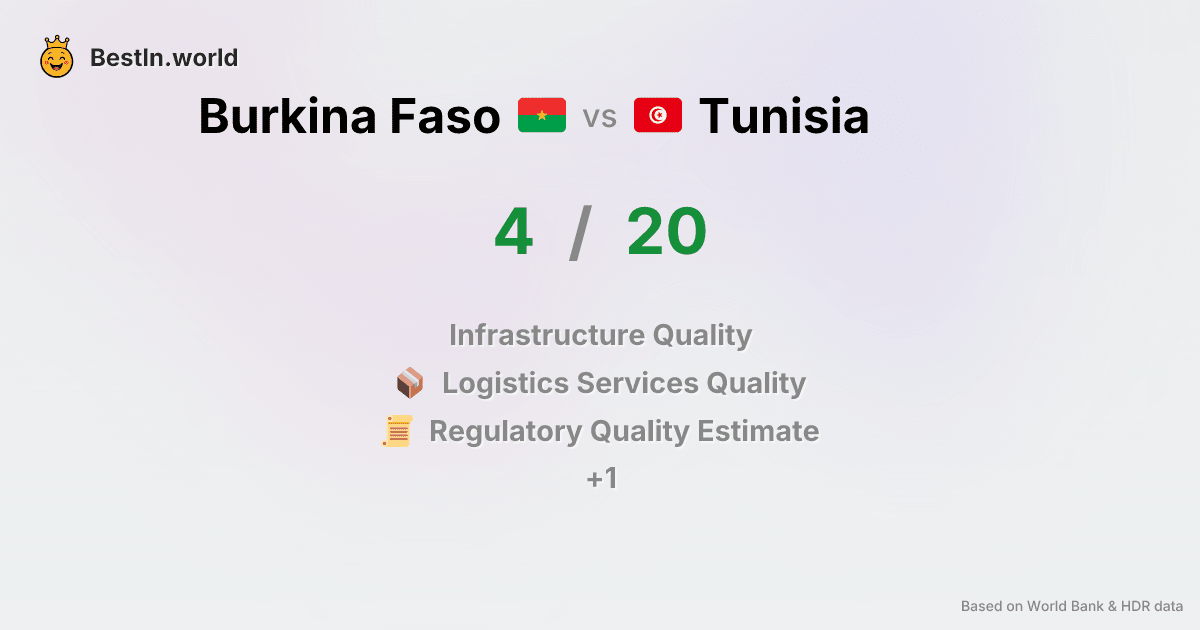 BestIn.world
Burkina Faso vs Tunisia
4 / 20
Infrastructure Quality
Logistics Services Quality
Regulatory Quality Estimate
+1
Based on World Bank & HDR data